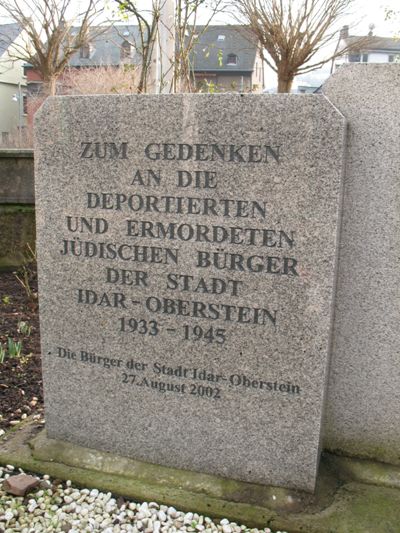 ZUM GEDENKEN
AN DIE
DEPORTIERTEN
UND ERMORDETEN
JÜDISCHEN BÜRGER
DER STADT
IDAR-OBERSTEIN
1933-1945
Die Bürger der Stadt Idar-Oberstein
27.August 2002